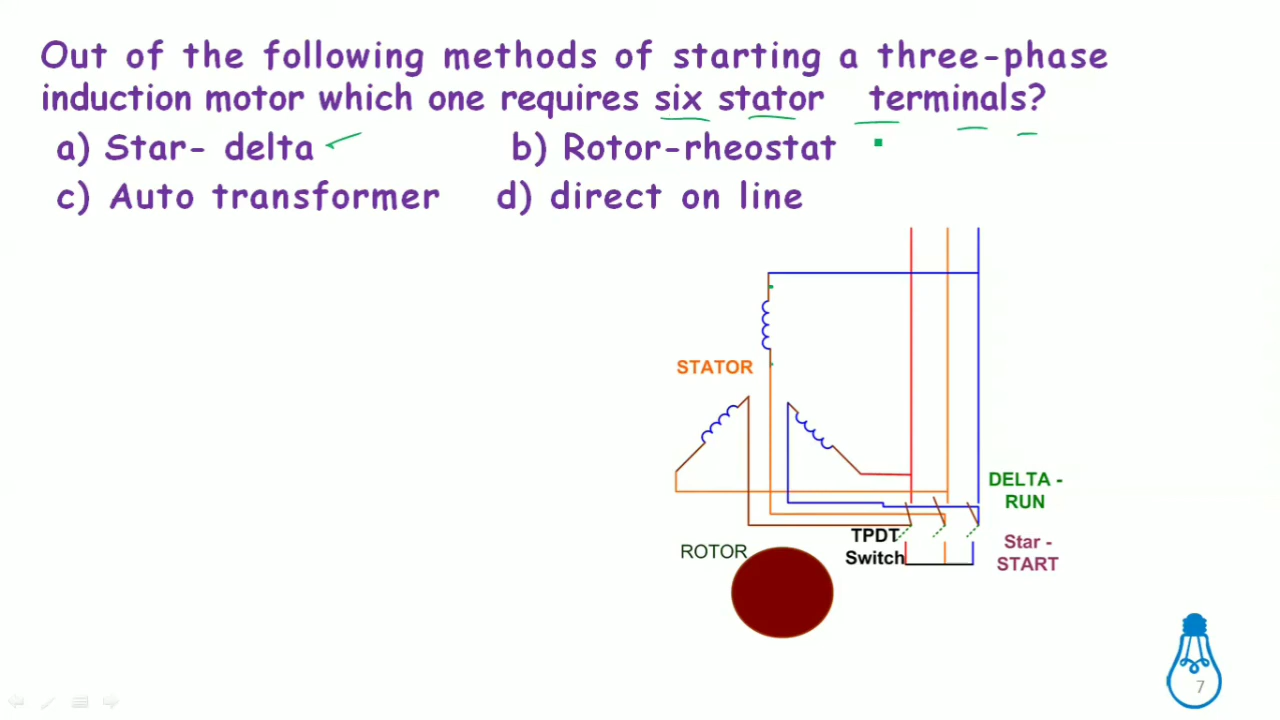 Out of the following methods of starting a three-phase
induction motor which one requires six stator terminals?
a) Star- delta b) Rotor-rheostat
c) Auto transformer d) direct on line
STATOR
DELTA -
RUN
TPDT
Switch
Star -
START
ROTOR
7